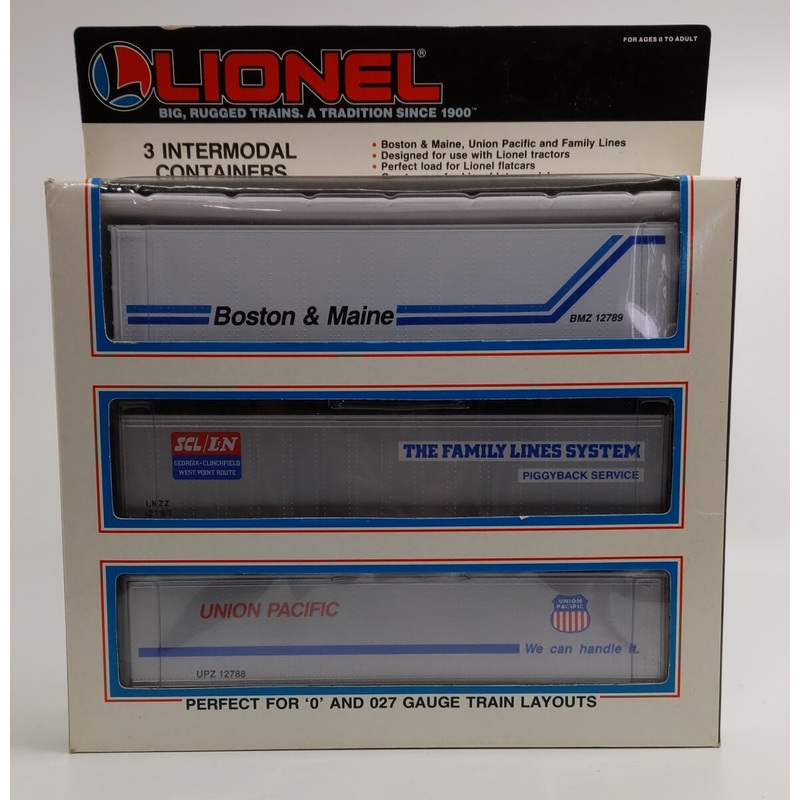 FOR AGES 8 TO ADULT
LIONEL®
BIG, RUGGED TRAINS. A TRADITION SINCE 1900™
3 INTERMODAL
CONTAINERS
• Boston & Maine, Union Pacific and Family Lines
• Designed for use with Lionel tractors
• Perfect load for Lionel flatcars
Boston & Maine
BMZ 12789
SCL/L&N
GEORGIA • CLINCHFIELD
WEST POINT ROUTE
THE FAMILY LINES SYSTEM
PIGGYBACK SERVICE
LNZZ
UNION PACIFIC
UNION
PACIFIC
We can handle it.
UPZ 12788
PERFECT FOR 'O' AND 027 GAUGE TRAIN LAYOUTS